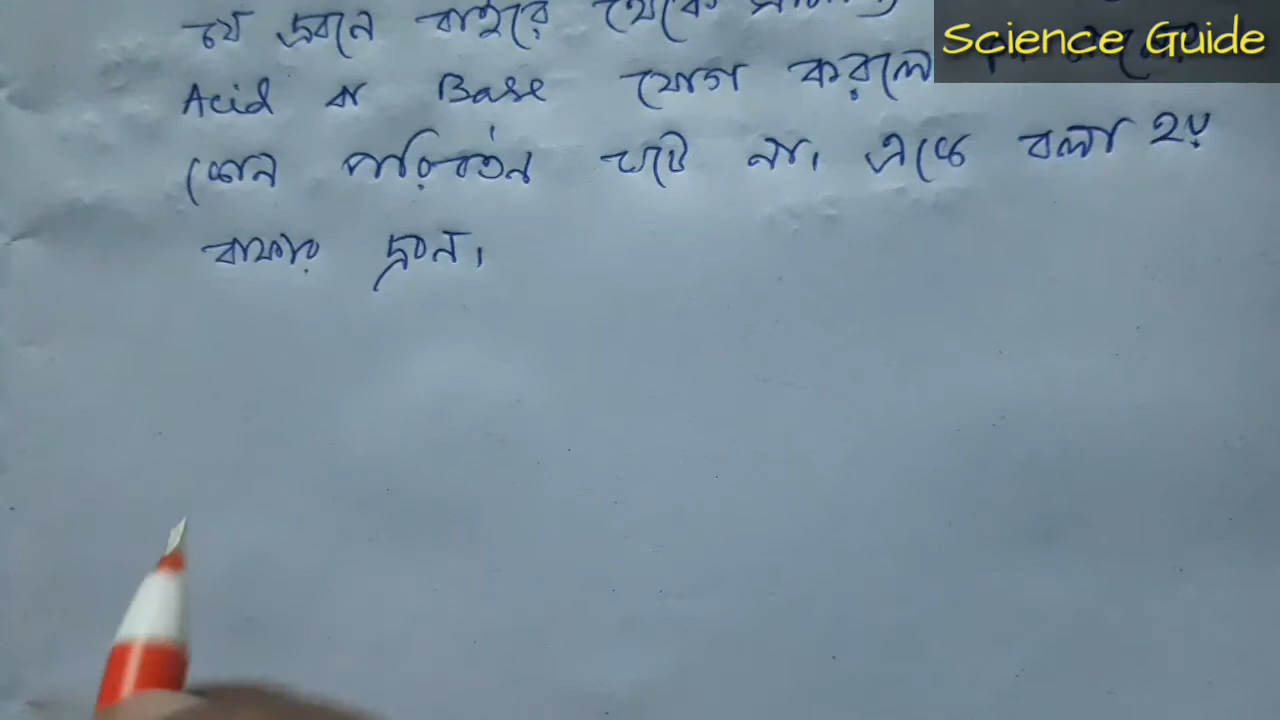 যে দ্রবনে বাইরে থেকে সামান্য
Science Guide
Acid বা Base যোগ করলে
কোন পরিবর্তন ঘটে না। একে বলা হয়
বাফার দ্রবন।